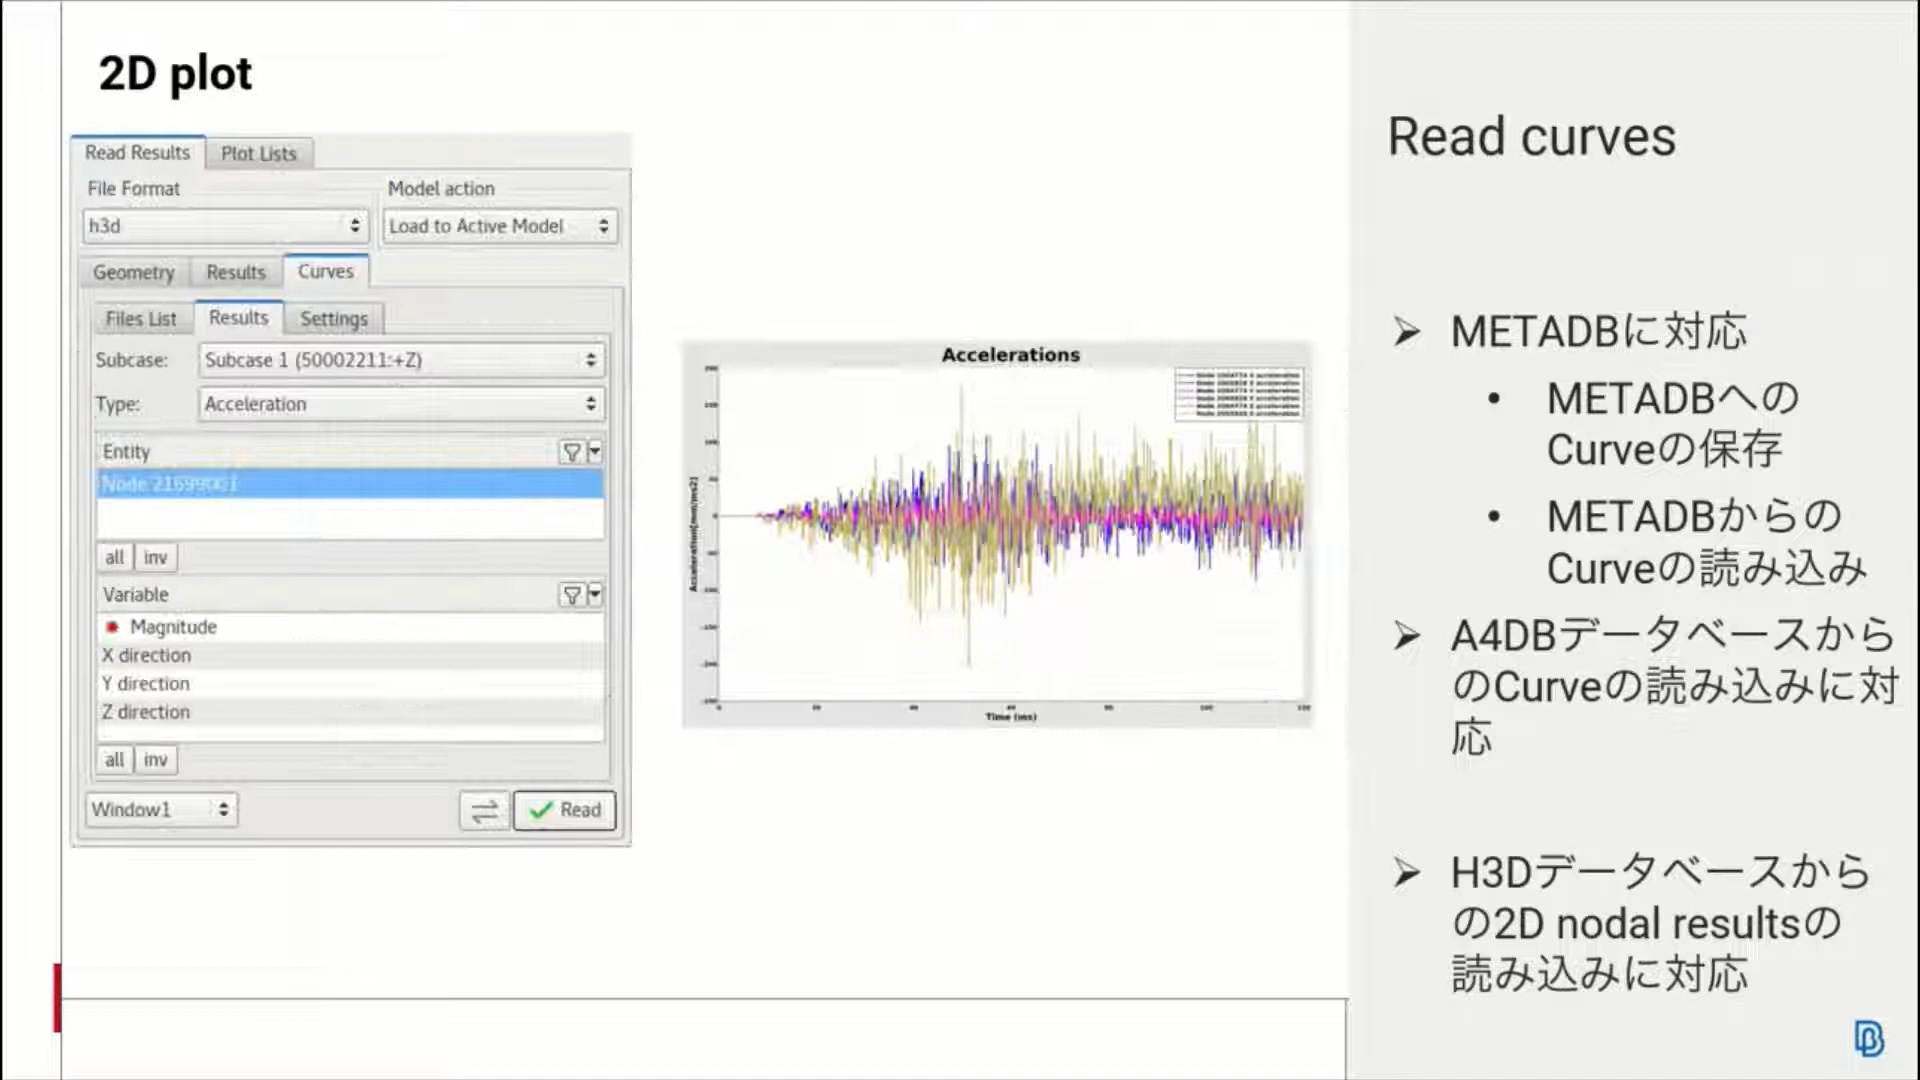 2D plot
Read Results
Plot Lists
File Format
Model action
h3d
Load to Active Model
Geometry
Results
Curves
Files List
Results
Settings
Subcase:
Subcase 1 (50002211:+Z)
Type:
Acceleration
Entity
Node
all
inv
Variable
Magnitude
X direction
Y direction
Z direction
all
inv
Window1
Read
Accelerations
Acceleration[mm/ms2]
Time (ms)
Read curves
METADBに対応
METADBへの
Curveの保存
METADBからの
Curveの読み込み
A4DBデータベースから
のCurveの読み込みに対
応
H3Dデータベースから
の2D nodal resultsの
読み込みに対応